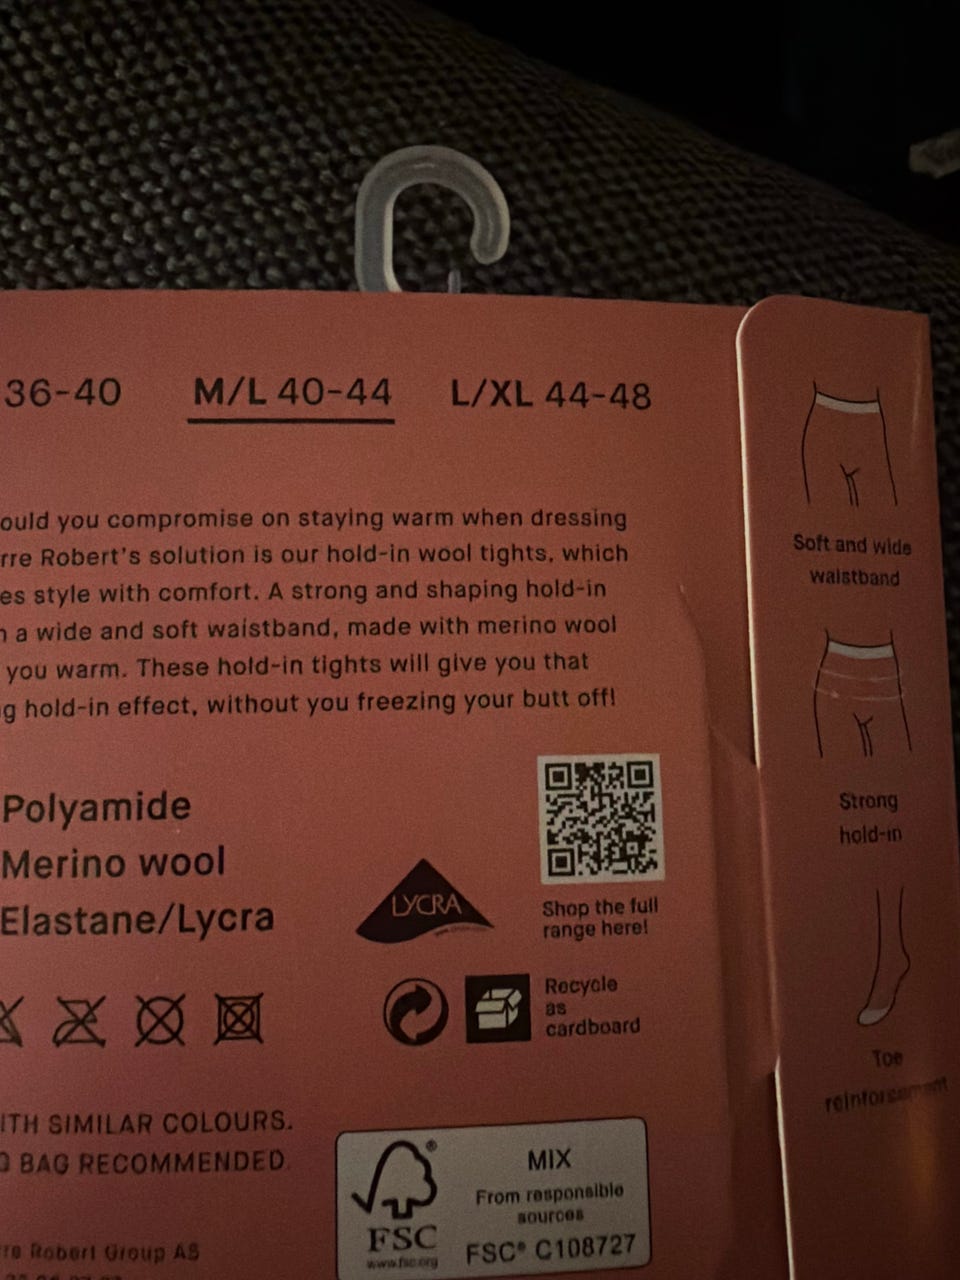 36-40 M/L 40-44 L/XL 44-48
ould you compromise on staying warm when dressing
rre Robert's solution is our hold-in wool tights, which
es style with comfort. A strong and shaping hold-in
a wide and soft waistband, made with merino wool
you warm. These hold-in tights will give you that
g hold-in effect, without you freezing your butt off!
Polyamide
Merino wool
Elastane/Lycra
LYCRA
Shop the full
range here!
Recycle
as
cardboard
ITH SIMILAR COLOURS.
G BAG RECOMMENDED.
rre Robert Group AS
FSC
www.fsc.org
MIX
From responsible
sources
FSC® C108727
Soft and wide
waistband
Strong
hold-in
Toe
reinforcement